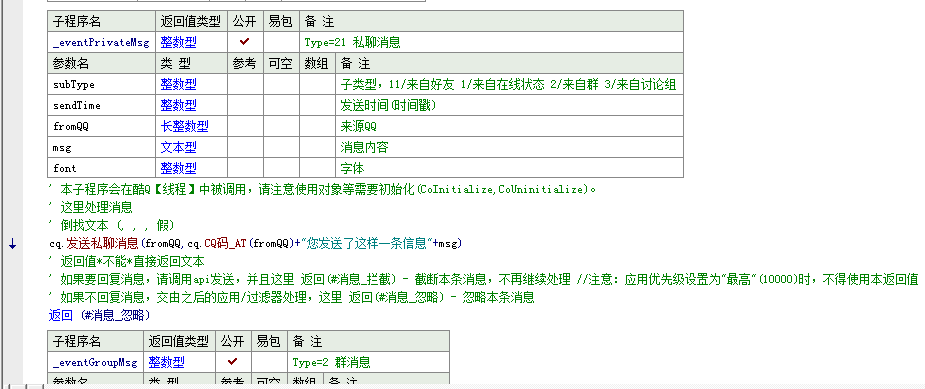 子程序名 返回值类型 公开 易包 备 注
_eventPrivateMsg 整数型 ✓ Type=21 私聊消息
参数名 类 型 参考 可空 数组 备 注
subType 整数型 子类型，11/来自好友 1/来自在线状态 2/来自群 3/来自讨论组
sendTime 整数型 发送时间(时间戳)
fromQQ 长整数型 来源QQ
msg 文本型 消息内容
font 整数型 字体
' 本子程序会在酷Q【线程】中被调用，请注意使用对象等需要初始化(CoInitialize,CoUninitialize)。
' 这里处理消息
' 倒找文本 (, , , 假)
cq.发送私聊消息(fromQQ,cq.CQ码_AT(fromQQ)+“您发送了这样一条信息”+msg)
' 返回值*不能*直接返回文本
' 如果要回复消息，请调用api发送，并且这里 返回(#消息_拦截) - 截断本条消息，不再继续处理 //注意: 应用优先级设置为“最高”(10000)时，不得使用本返回值
' 如果不回复消息，交由之后的应用/过滤器处理，这里 返回(#消息_忽略) - 忽略本条消息
返回 (#消息_忽略)
子程序名 返回值类型 公开 易包 备 注
_eventGroupMsg 整数型 ✓ Type=2 群消息
参数名 类 型 参考 可空 数组 备 注